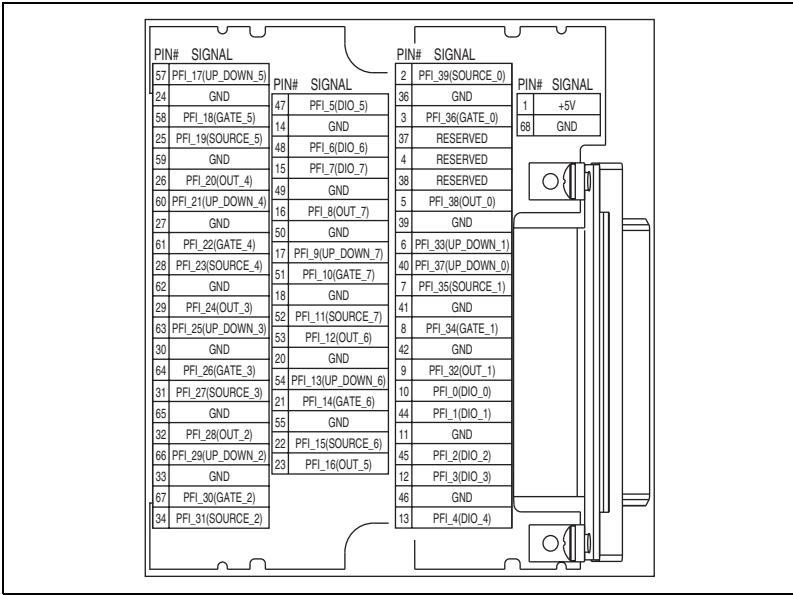 PIN# SIGNAL
57 PFI_17(UP_DOWN_5)
24 GND
58 PFI_18(GATE_5)
25 PFI_19(SOURCE_5)
59 GND
26 PFI_20(OUT_4)
60 PFI_21(UP_DOWN_4)
27 GND
61 PFI_22(GATE_4)
28 PFI_23(SOURCE_4)
62 GND
29 PFI_24(OUT_3)
63 PFI_25(UP_DOWN_3)
30 GND
64 PFI_26(GATE_3)
31 PFI_27(SOURCE_3)
65 GND
32 PFI_28(OUT_2)
66 PFI_29(UP_DOWN_2)
33 GND
67 PFI_30(GATE_2)
34 PFI_31(SOURCE_2)
PIN# SIGNAL
47 PFI_5(DIO_5)
14 GND
48 PFI_6(DIO_6)
15 PFI_7(DIO_7)
49 GND
16 PFI_8(OUT_7)
50 GND
17 PFI_9(UP_DOWN_7)
51 PFI_10(GATE_7)
18 GND
52 PFI_11(SOURCE_7)
53 PFI_12(OUT_6)
20 GND
54 PFI_13(UP_DOWN_6)
21 PFI_14(GATE_6)
55 GND
22 PFI_15(SOURCE_6)
23 PFI_16(OUT_5)
PIN# SIGNAL
2 PFI_39(SOURCE_0)
36 GND
3 PFI_36(GATE_0)
37 RESERVED
4 RESERVED
38 RESERVED
5 PFI_38(OUT_0)
39 GND
6 PFI_33(UP_DOWN_1)
40 PFI_37(UP_DOWN_0)
7 PFI_35(SOURCE_1)
41 GND
8 PFI_34(GATE_1)
42 GND
9 PFI_32(OUT_1)
10 PFI_0(DIO_0)
44 PFI_1(DIO_1)
11 GND
45 PFI_2(DIO_2)
12 PFI_3(DIO_3)
46 GND
13 PFI_4(DIO_4)
PIN# SIGNAL
1 +5V
68 GND